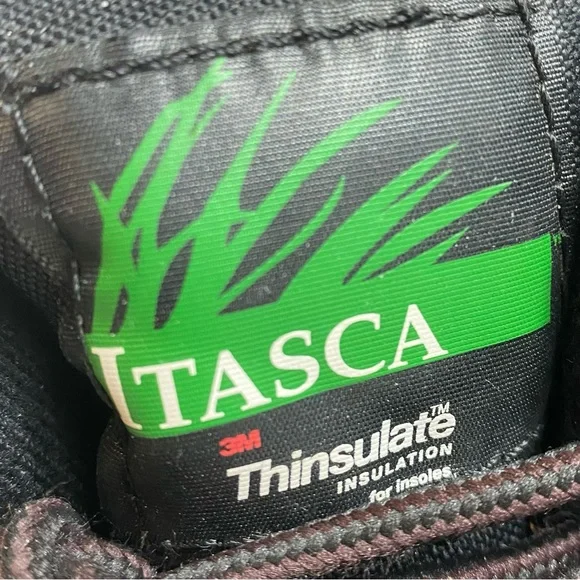 ITASCA
3M
Thinsulate™
INSULATION
for insoles